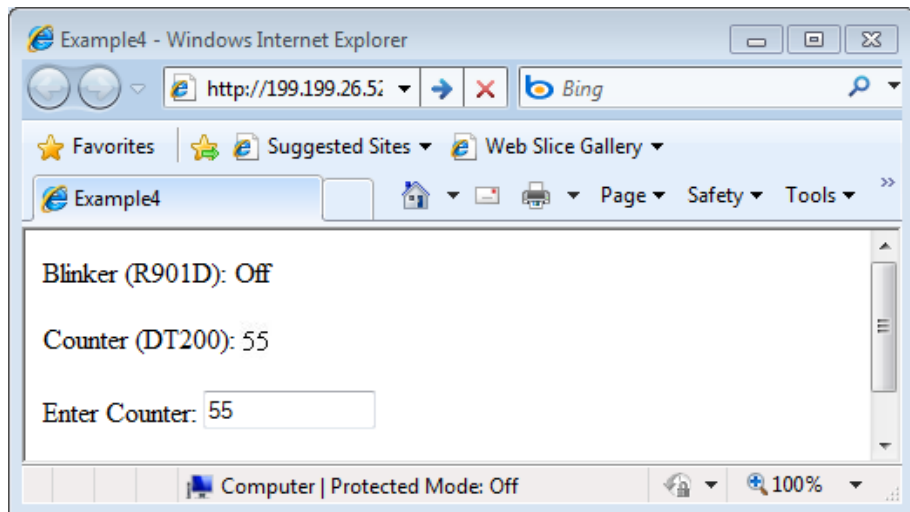 Example4 - Windows Internet Explorer
http://199.199.26.52
Bing
Favorites
Suggested Sites
Web Slice Gallery
Example4
Page
Safety
Tools
Blinker (R901D): Off
Counter (DT200): 55
Enter Counter: 55
Computer | Protected Mode: Off
100%